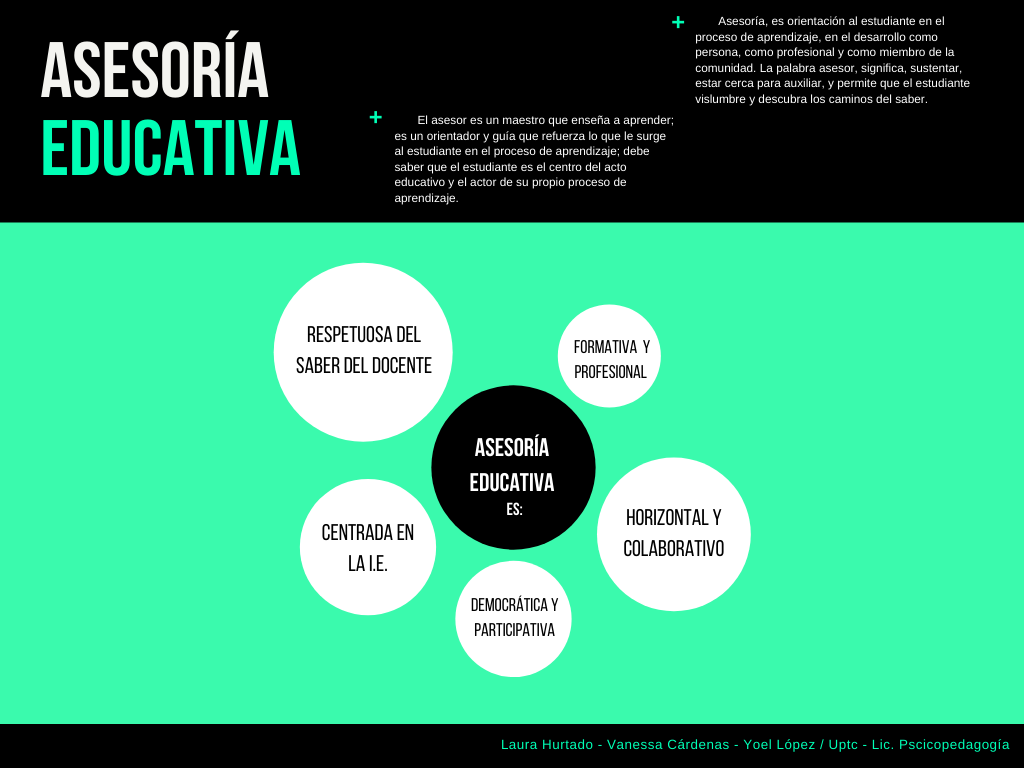 ASESORÍA
EDUCATIVA
+ El asesor es un maestro que enseña a aprender;
es un orientador y guía que refuerza lo que le surge
al estudiante en el proceso de aprendizaje; debe
saber que el estudiante es el centro del acto
educativo y el actor de su propio proceso de
aprendizaje.
+ Asesoría, es orientación al estudiante en el
proceso de aprendizaje, en el desarrollo como
persona, como profesional y como miembro de la
comunidad. La palabra asesor, significa, sustentar,
estar cerca para auxiliar, y permite que el estudiante
vislumbre y descubra los caminos del saber.
RESPETUOSA DEL
SABER DEL DOCENTE
FORMATIVA Y
PROFESIONAL
ASESORÍA
EDUCATIVA
ES:
HORIZONTAL Y
COLABORATIVO
CENTRADA EN
LA I.E.
DEMOCRÁTICA Y
PARTICIPATIVA
Laura Hurtado - Vanessa Cárdenas - Yoel López / Uptc - Lic. Pscicopedagogía